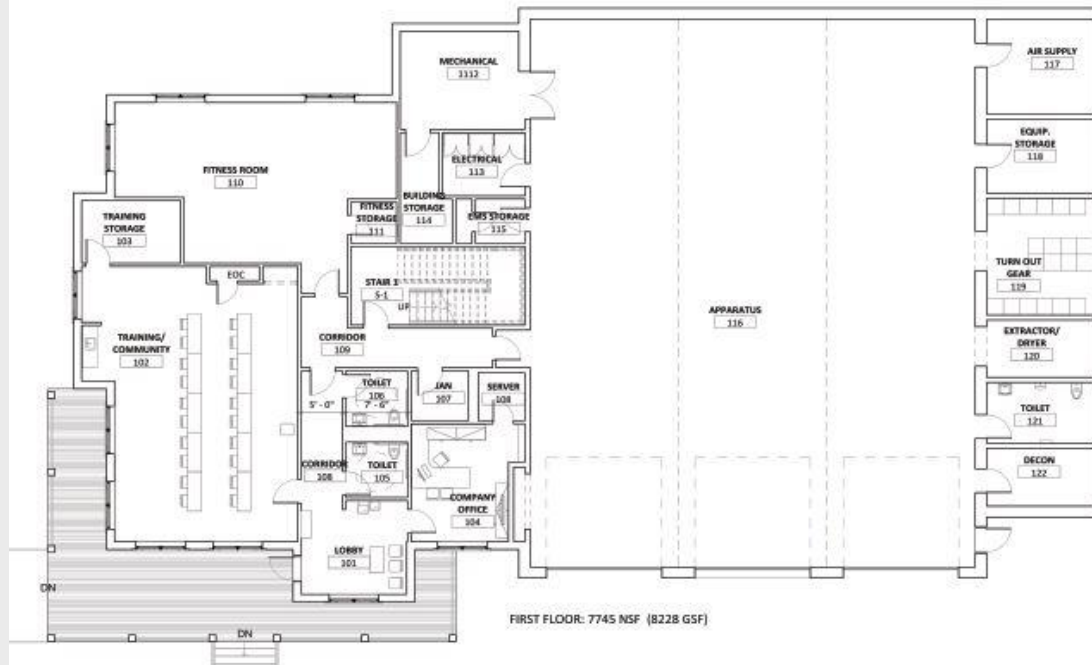 MECHANICAL
1112
AIR SUPPLY
117
ELECTRICAL
113
EQUIP.
STORAGE
118
FITNESS ROOM
110
BUILDING
STORAGE
114
FITNESS
STORAGE
111
EMS STORAGE
115
TRAINING
STORAGE
103
EOC
STAIR 1
S-1
UP
TURN OUT
GEAR
119
APPARATUS
116
TRAINING/
COMMUNITY
102
CORRIDOR
109
EXTRACTOR/
DRYER
120
TOILET
106
5' - 0"
7' - 6"
JAN
107
SERVER
108
TOILET
121
CORRIDOR
108
TOILET
105
DECON
122
COMPANY
OFFICE
104
LOBBY
101
DN
DN
FIRST FLOOR: 7745 NSF (8228 GSF)